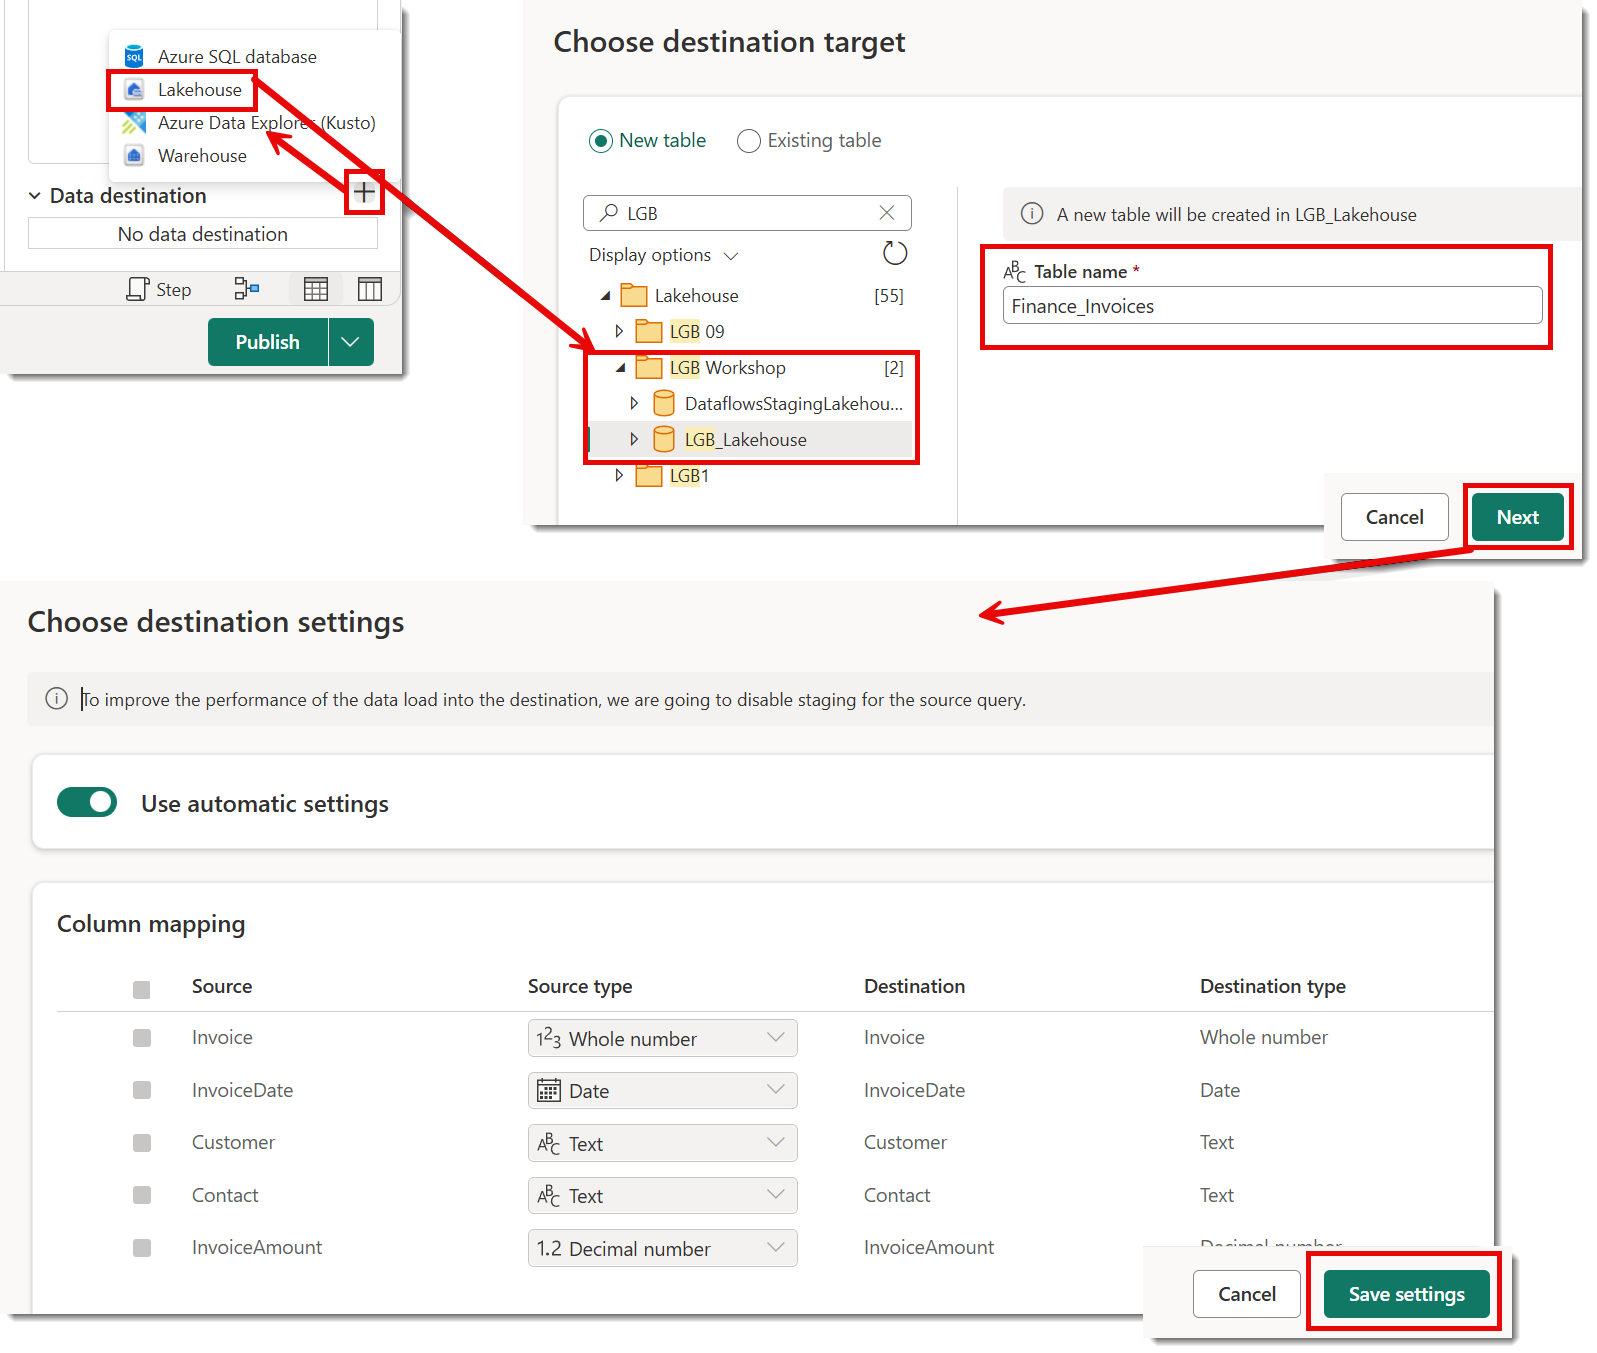 Azure SQL database
Lakehouse
Azure Data Explorer (Kusto)
Warehouse
Data destination
No data destination
Step
Publish
Choose destination target
New table
Existing table
LGB
Display options
Lakehouse [55]
LGB 09
LGB Workshop [2]
DataflowsStagingLakehou...
LGB_Lakehouse
LGB1
A new table will be created in LGB_Lakehouse
Table name *
Finance_Invoices
Cancel
Next
Choose destination settings
To improve the performance of the data load into the destination, we are going to disable staging for the source query.
Use automatic settings
Column mapping
Source Source type Destination Destination type
Invoice 123 Whole number Invoice Whole number
InvoiceDate Date InvoiceDate Date
Customer ABC Text Customer Text
Contact ABC Text Contact Text
InvoiceAmount 1.2 Decimal number InvoiceAmount Decimal number
Cancel
Save settings